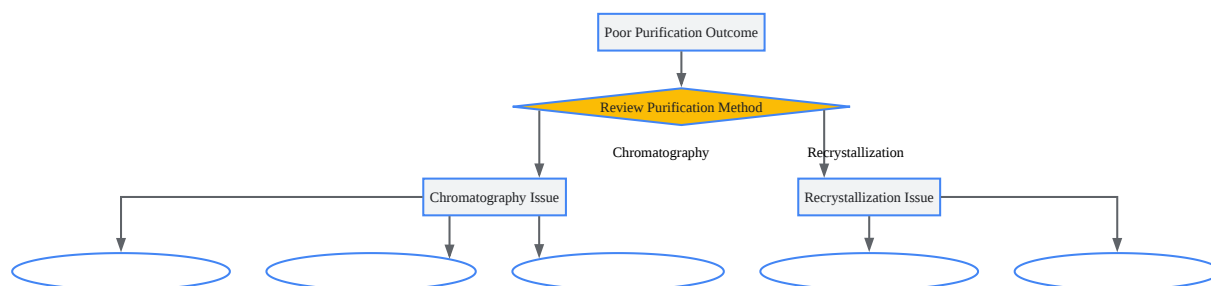 Poor Purification Outcome
Review Purification Method
Chromatography
Recrystallization
Chromatography Issue
Recrystallization Issue